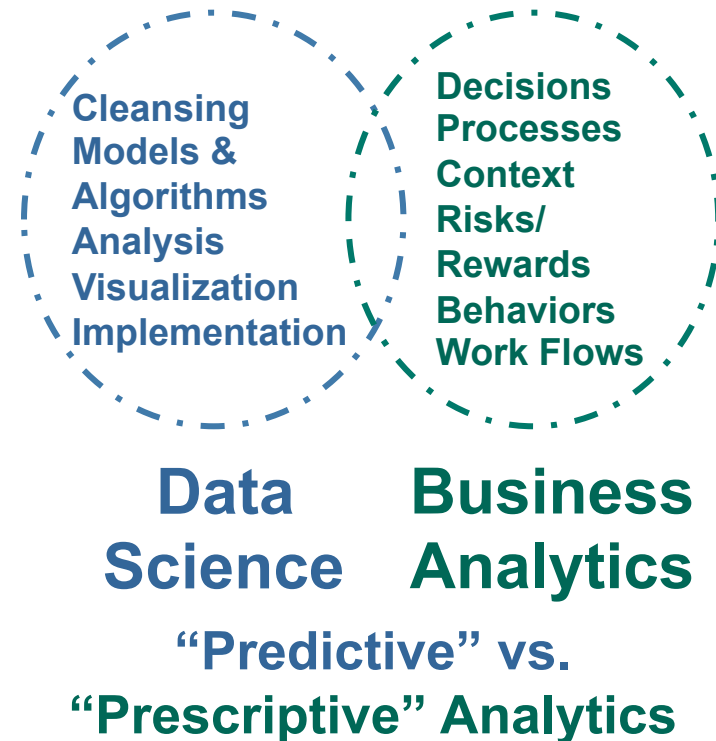 Cleansing
Models &
Algorithms
Analysis
Visualization
Implementation
Decisions
Processes
Context
Risks/
Rewards
Behaviors
Work Flows
Data
Science
Business
Analytics
“Predictive” vs.
“Prescriptive” Analytics